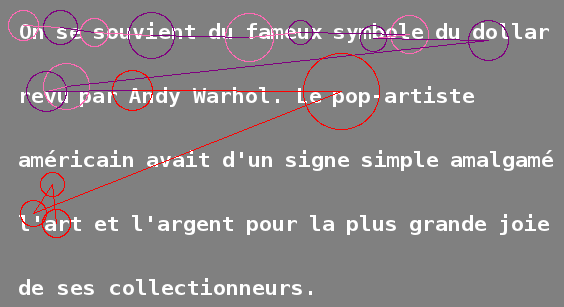 On se souvient du fameux symbole du dollar
revu par Andy Warhol. Le pop-artiste
américain avait d'un signe simple amalgamé
l'art et l'argent pour la plus grande joie
de ses collectionneurs.